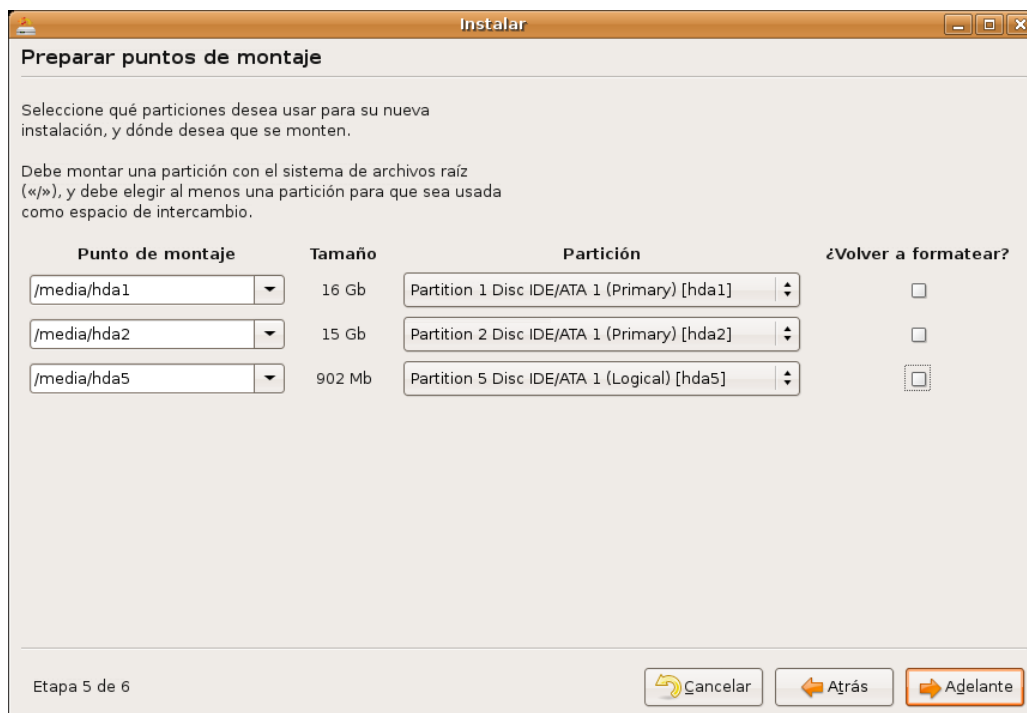 Instalar
Preparar puntos de montaje
Seleccione qué particiones desea usar para su nueva
instalación, y dónde desea que se monten.
Debe montar una partición con el sistema de archivos raíz
(«/»), y debe elegir al menos una partición para que sea usada
como espacio de intercambio.
Punto de montaje Tamaño Partición ¿Volver a formatear?
/media/hda1 16 Gb Partition 1 Disc IDE/ATA 1 (Primary) [hda1]
/media/hda2 15 Gb Partition 2 Disc IDE/ATA 1 (Primary) [hda2]
/media/hda5 902 Mb Partition 5 Disc IDE/ATA 1 (Logical) [hda5]
Etapa 5 de 6 Cancelar Atrás Adelante